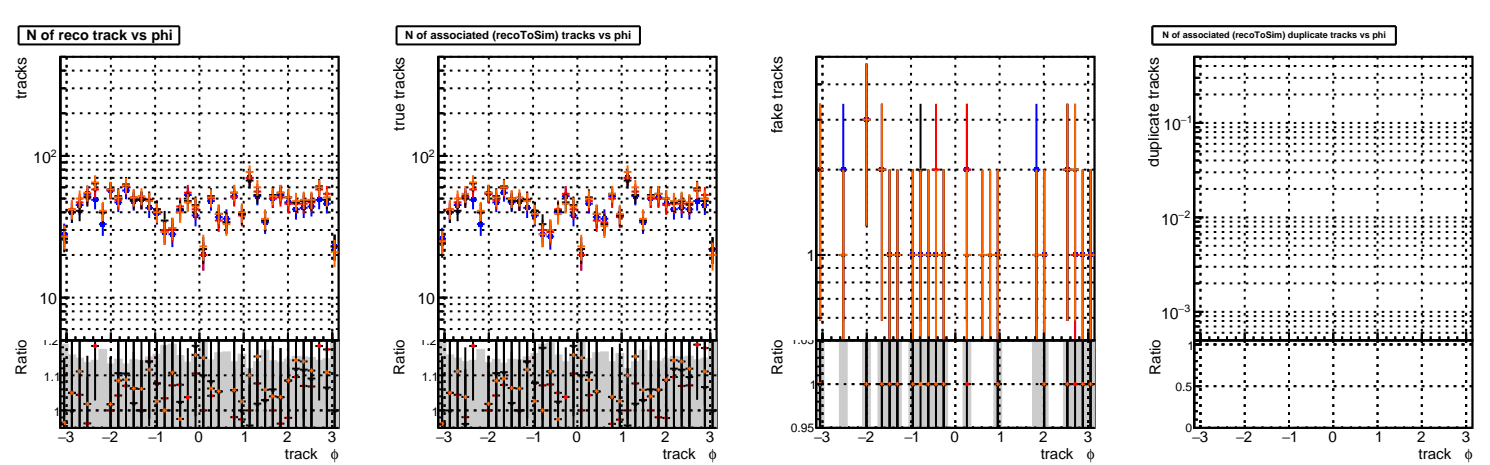 N of reco track vs phi
tracks
10²
10
Ratio
1.2
1.1
1
−3 −2 −1 0 1 2 3
track ϕ
N of associated (recoToSim) tracks vs phi
true tracks
10²
10
Ratio
1.2
1.1
1
−3 −2 −1 0 1 2 3
track ϕ
fake tracks
1
Ratio
1.05
1
0.95
−3 −2 −1 0 1 2 3
track ϕ
N of associated (recoToSim) duplicate tracks vs phi
duplicate tracks
10⁻¹
10⁻²
10⁻³
Ratio
1
0.5
0
−3 −2 −1 0 1 2 3
track ϕ